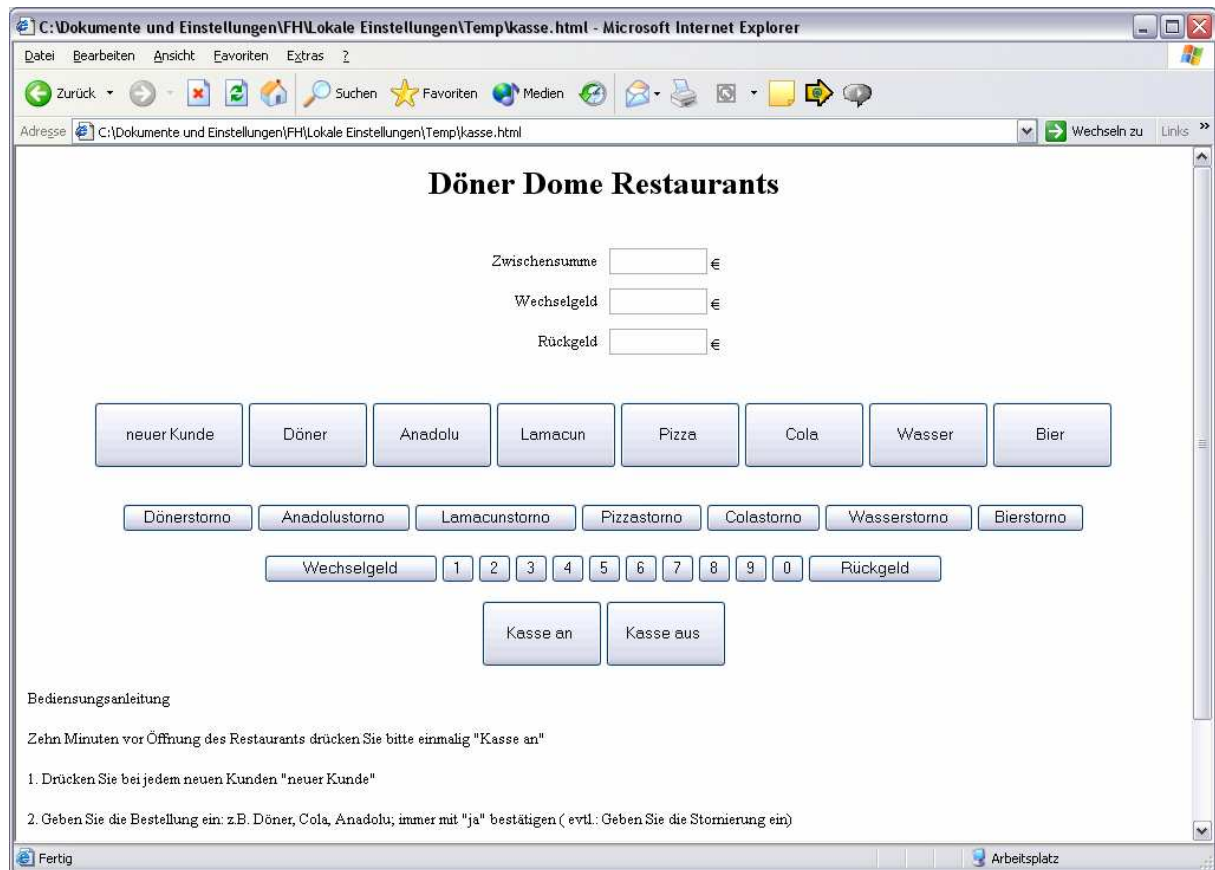 C:\Dokumente und Einstellungen\FH\Lokale Einstellungen\Temp\kasse.html - Microsoft Internet Explorer
Datei Bearbeiten Ansicht Favoriten Extras ?
Zurück Suchen Favoriten Medien
Adresse C:\Dokumente und Einstellungen\FH\Lokale Einstellungen\Temp\kasse.html Wechseln zu Links »
Döner Dome Restaurants
Zwischensumme €
Wechselgeld €
Rückgeld €
neuer Kunde Döner Anadolu Lamacun Pizza Cola Wasser Bier
Dönerstorno Anadolustorno Lamacunstorno Pizzastorno Colastorno Wasserstorno Bierstorno
Wechselgeld 1 2 3 4 5 6 7 8 9 0 Rückgeld
Kasse an Kasse aus
Bediensungsanleitung
Zehn Minuten vor Öffnung des Restaurants drücken Sie bitte einmalig "Kasse an"
1. Drücken Sie bei jedem neuen Kunden "neuer Kunde"
2. Geben Sie die Bestellung ein: z.B. Döner, Cola, Anadolu; immer mit "ja" bestätigen ( evtl.: Geben Sie die Stornierung ein)
Fertig Arbeitsplatz